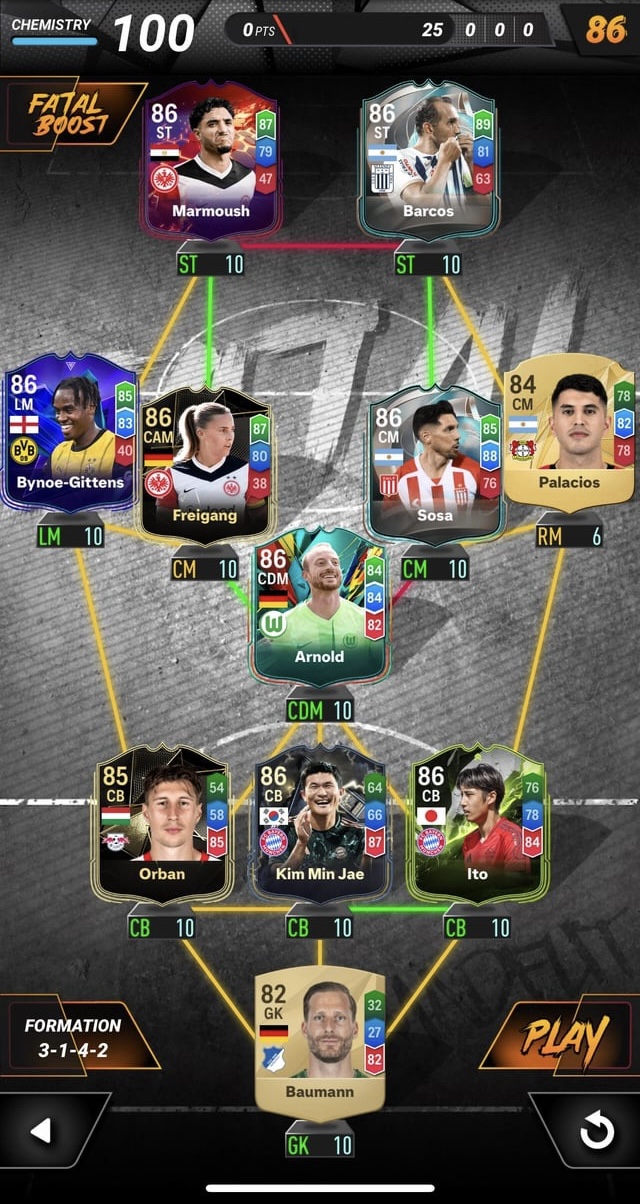 CHEMISTRY 100 0 PTS 25 0 0 0 86
FATAL
BOOST
86 ST 87 79 47 Marmoush
86 ST 89 81 63 Barcos
ST 10
ST 10
86 LM 85 83 40 BVB 09 Bynoe-Gittens
86 CAM 87 80 38 Freigang
86 CM 85 88 76 Sosa
84 CM 78 82 78 Palacios
LM 10
CM 10
CM 10
RM 6
86 CDM 84 84 82 Arnold
CDM 10
85 CB 54 58 85 Orban
86 CB 64 66 87 Kim Min Jae
86 CB 76 78 84 Ito
CB 10
CB 10
CB 10
82 GK 32 27 82 Baumann
GK 10
FORMATION
3-1-4-2
PLAY